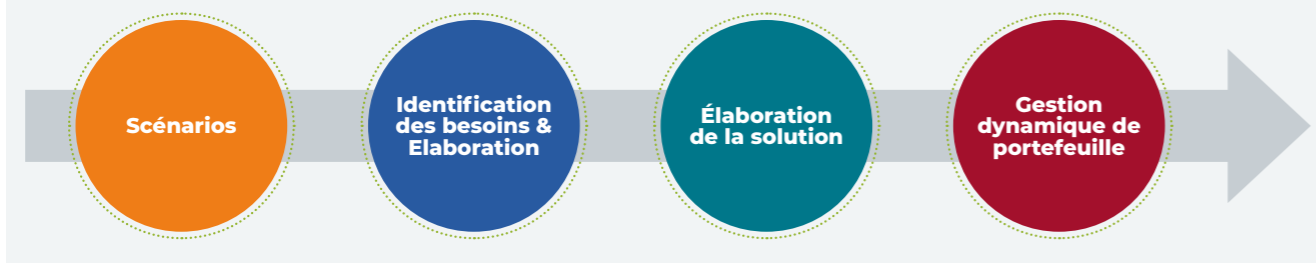 Scénarios
Identification
des besoins &
Elaboration
Élaboration
de la solution
Gestion
dynamique de
portefeuille